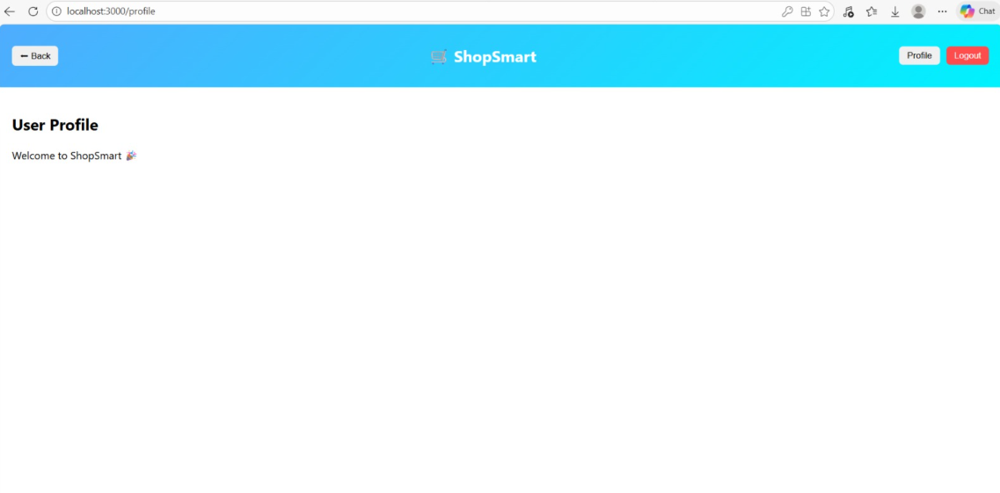 localhost:3000/profile
Chat
← Back
🛒 ShopSmart
Profile
Logout
User Profile
Welcome to ShopSmart 🎉